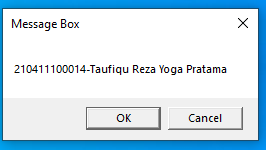 Message Box
210411100014-Taufiqu Reza Yoga Pratama
OK
Cancel